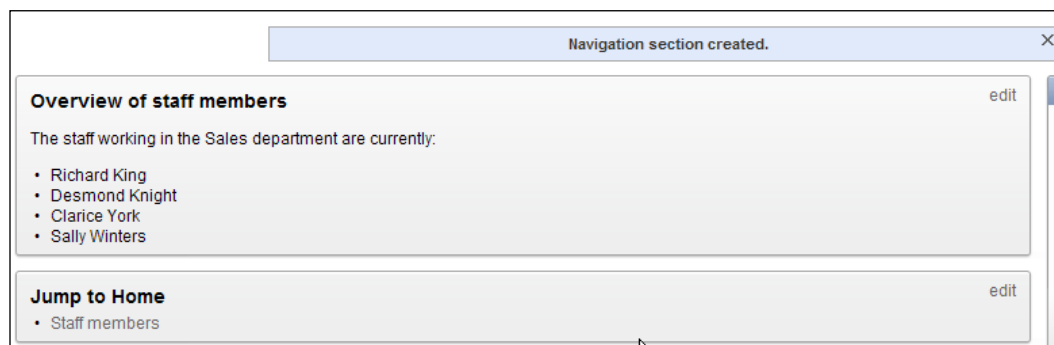 Navigation section created.
Overview of staff members
edit
The staff working in the Sales department are currently:
• Richard King
• Desmond Knight
• Clarice York
• Sally Winters
Jump to Home
edit
• Staff members